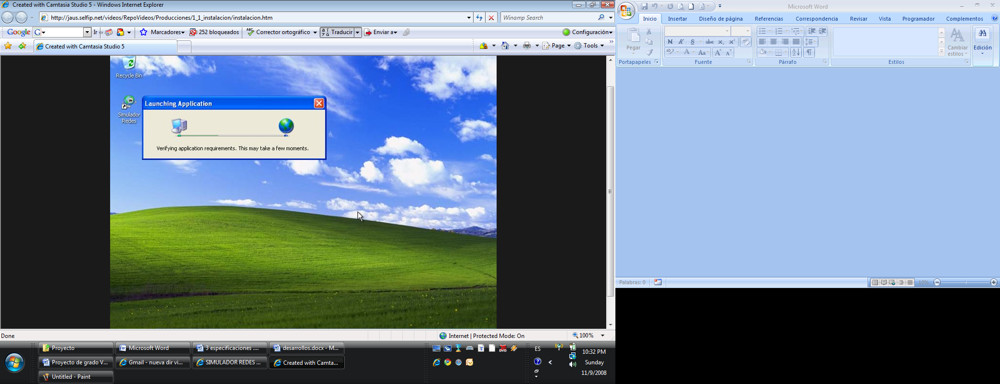 Created with Camtasia Studio 5 - Windows Internet Explorer
http://jaus.selfip.net/videos/RepoVideos/Producciones/1_1_instalacion/instalacion.htm
Winamp Search
Google G Ir Marcadores 252 bloqueados ABC Corrector ortográfico Traducir Enviar a Configuración
Created with Camtasia Studio 5
Page Tools
Recycle Bin
Simulador
Redes
Launching Application
Verifying application requirements. This may take a few moments.
Done
Internet | Protected Mode: On
100%
Proyecto
Microsoft Word
3 especificaciones ....
desarrollos.docx - M...
Proyecto de grado V...
Gmail - nueva dir vi...
SIMULADOR REDES ...
Created with Camta...
Untitled - Paint
DVD
ES
10:32 PM
Sunday
11/9/2008
Microsoft Word
Inicio Insertar Diseño de página Referencias Correspondencia Revisar Vista Programador Complementos
Pegar
N K S abc x₂ x²
ab A Aa A A
Cambiar
estilos
Edición
Portapapeles Fuente Párrafo Estilos
Palabras: 0
10%